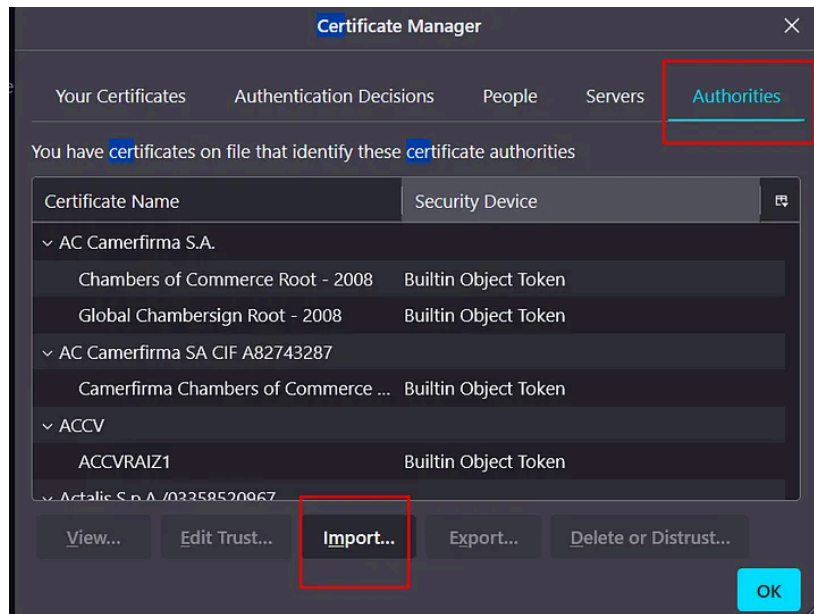 Certificate Manager
Your Certificates Authentication Decisions People Servers Authorities
You have certificates on file that identify these certificate authorities
Certificate Name Security Device
AC Camerfirma S.A.
Chambers of Commerce Root - 2008 Builtin Object Token
Global Chambersign Root - 2008 Builtin Object Token
AC Camerfirma SA CIF A82743287
Camerfirma Chambers of Commerce ... Builtin Object Token
ACCV
ACCVRAIZ1 Builtin Object Token
Actalis S.p.A./03358520967
View... Edit Trust... Import... Export... Delete or Distrust...
OK